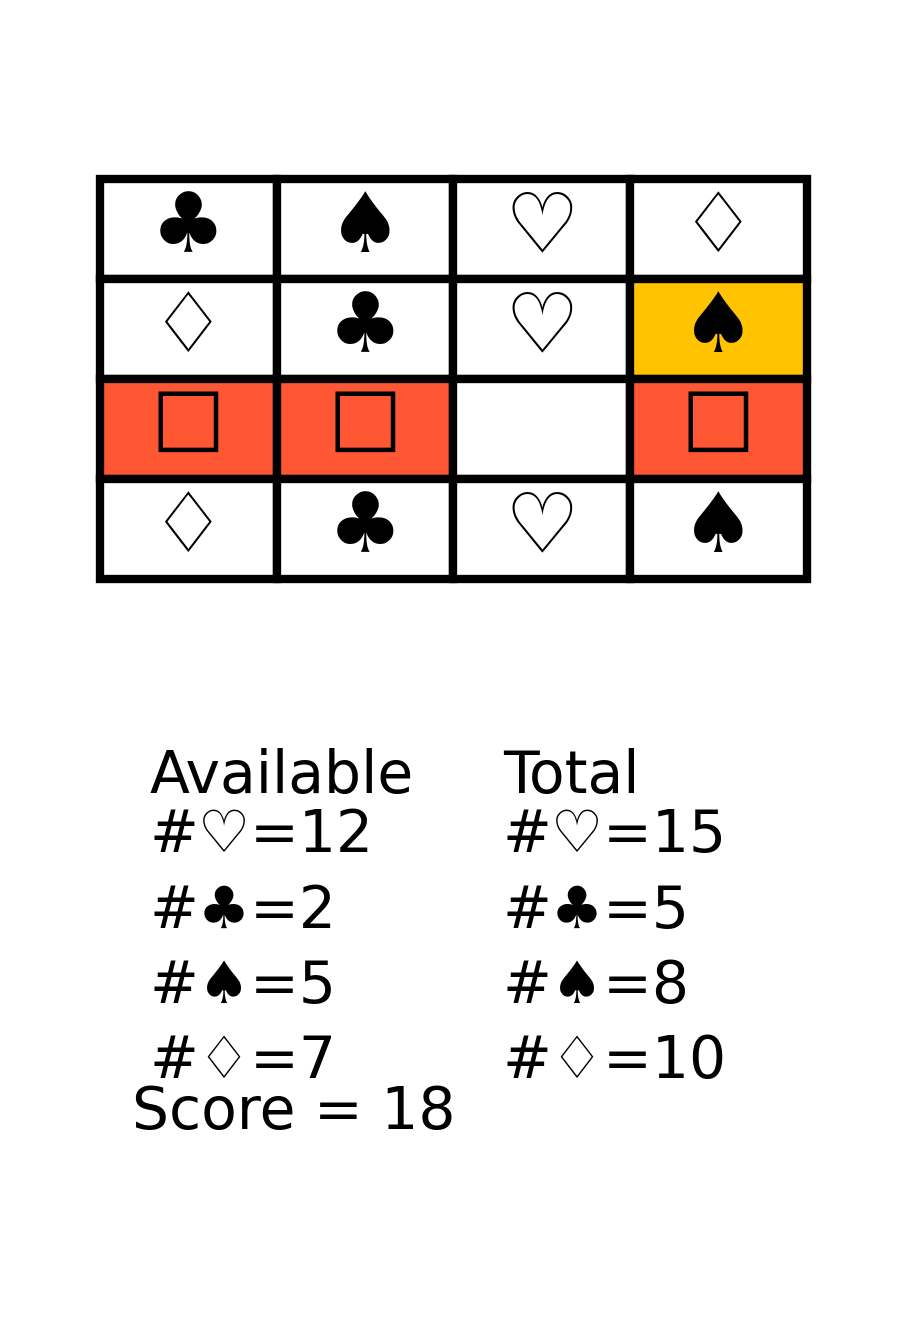 ♣ ♠ ♡ ♢
♢ ♣ ♡ ♠
□ □ □
♢ ♣ ♡ ♠
Available Total
#♡=12 #♡=15
#♣=2 #♣=5
#♠=5 #♠=8
#♢=7 #♢=10
Score = 18